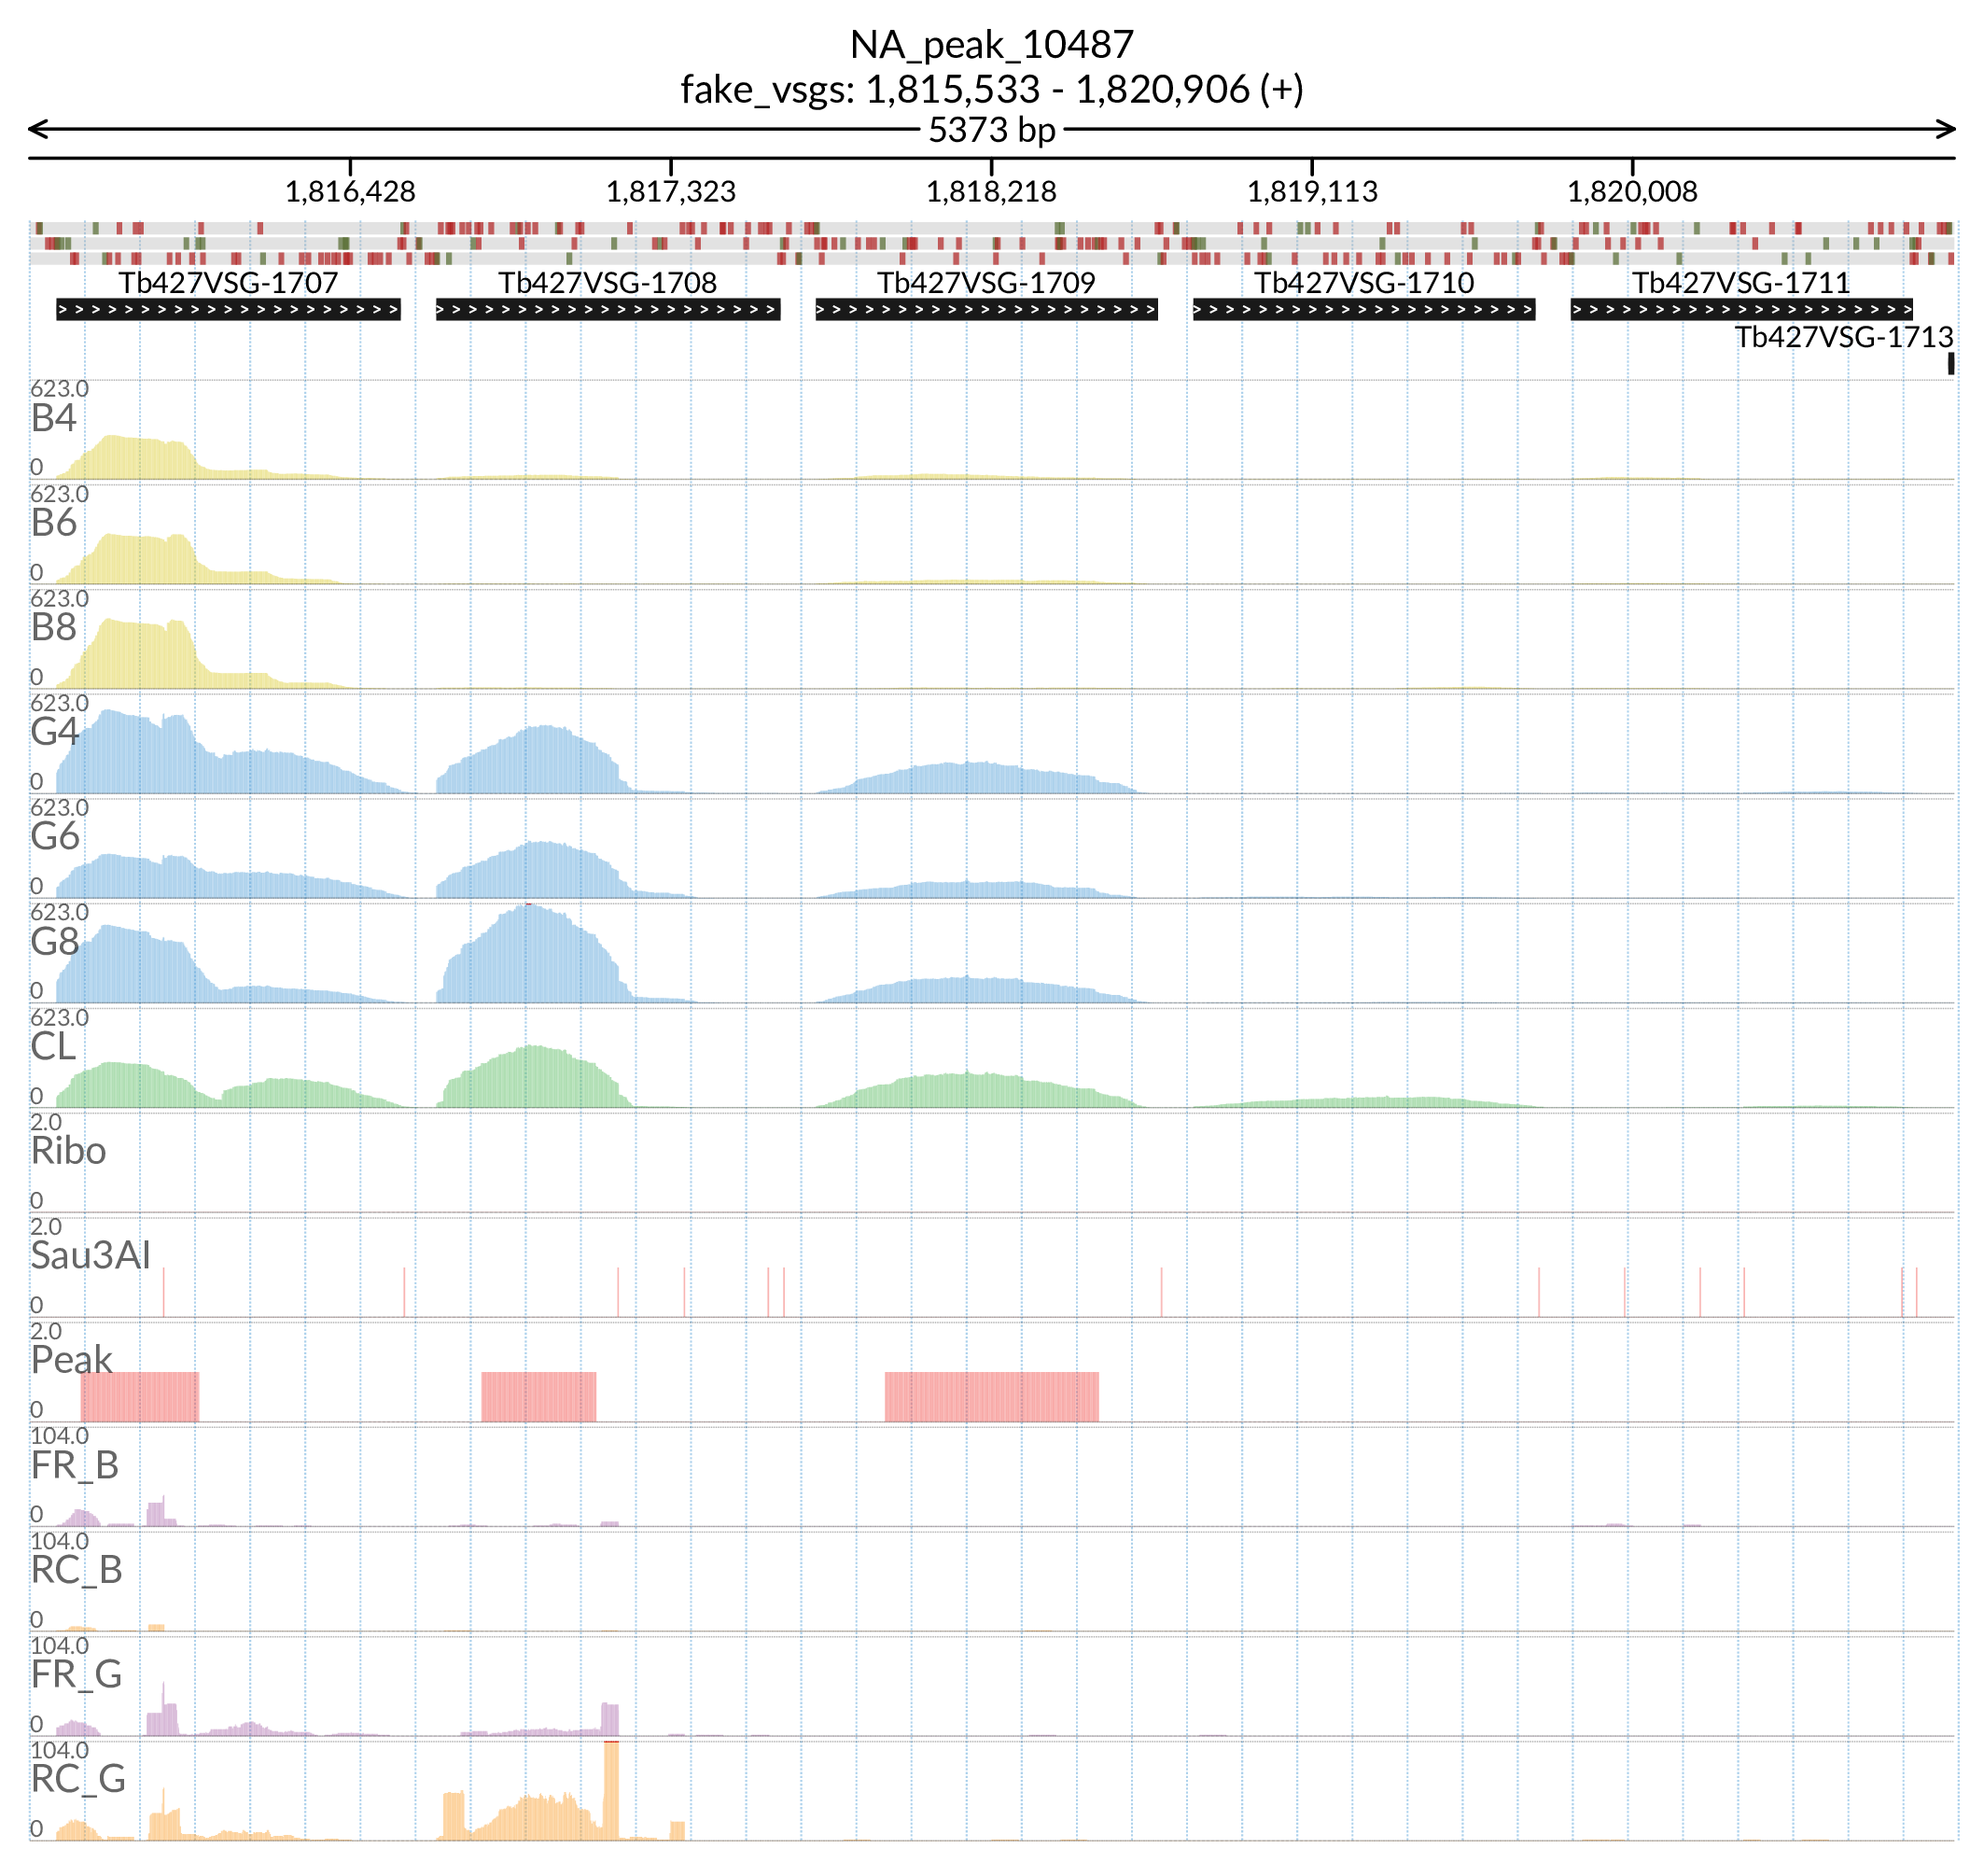 NA_peak_10487
fake_vsgs: 1,815,533 - 1,820,906 (+)
5373 bp
1,816,428 1,817,323 1,818,218 1,819,113 1,820,008
Tb427VSG-1707 Tb427VSG-1708 Tb427VSG-1709 Tb427VSG-1710 Tb427VSG-1711
Tb427VSG-1713
623.0
B4
0
623.0
B6
0
623.0
B8
0
623.0
G4
0
623.0
G6
0
623.0
G8
0
623.0
CL
0
2.0
Ribo
0
2.0
Sau3AI
0
2.0
Peak
0
104.0
FR_B
0
104.0
RC_B
0
104.0
FR_G
0
104.0
RC_G
0